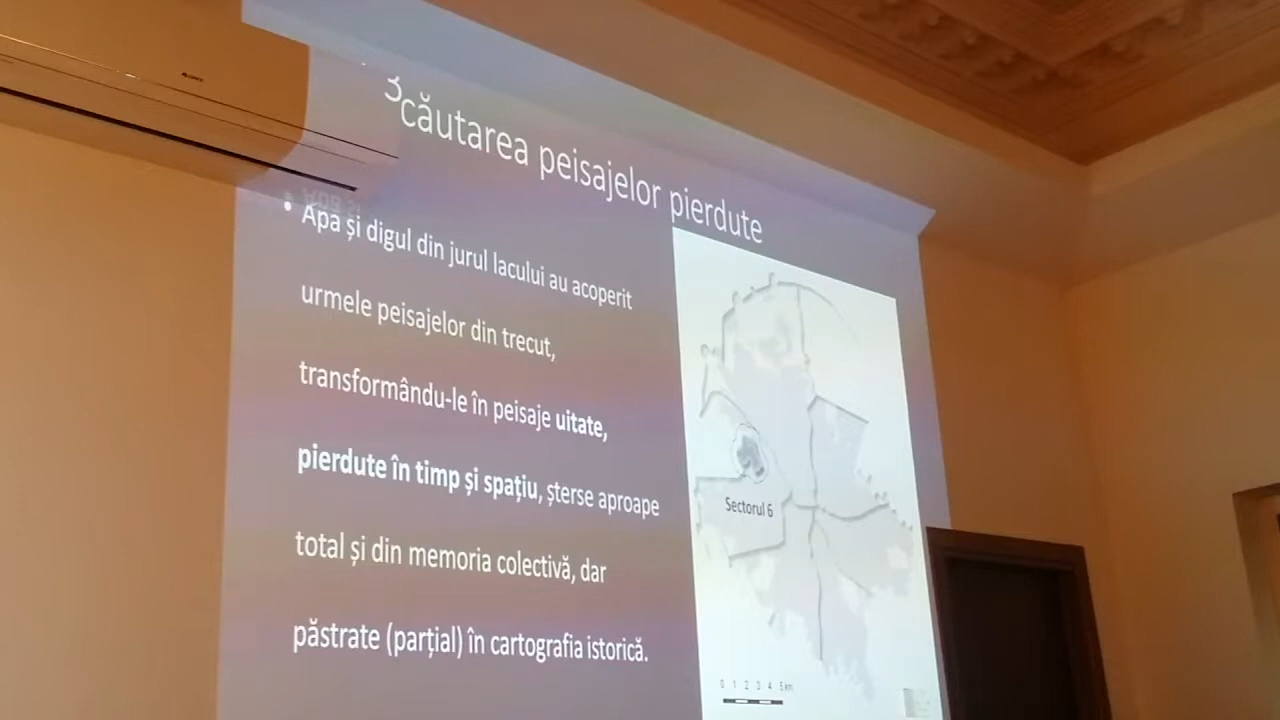 căutarea peisajelor pierdute
• Apa și digul din jurul lacului au acoperit
urmele peisajelor din trecut,
transformându-le în peisaje uitate,
pierdute în timp și spațiu, șterse aproape
total și din memoria colectivă, dar
păstrate (parțial) în cartografia istorică.
Sectorul 6
0 1 2 3 4 5 km